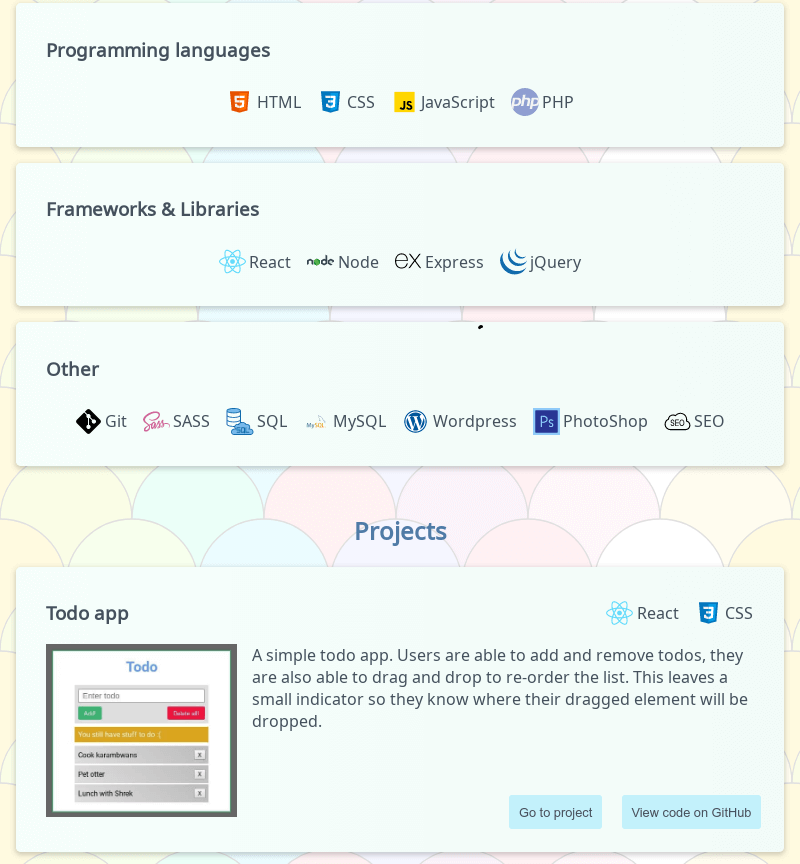 Programming languages
HTML CSS JavaScript php PHP
Frameworks & Libraries
React node Node ex Express jQuery
Other
Git Sass SASS SQL SQL MySQL MySQL Wordpress Ps PhotoShop SEO SEO
Projects
Todo app
React CSS
Todo
Enter todo
Add! Delete all!
You still have stuff to do :(
Cook karambwans x
Pet otter x
Lunch with Shrek x
A simple todo app. Users are able to add and remove todos, they
are also able to drag and drop to re-order the list. This leaves a
small indicator so they know where their dragged element will be
dropped.
Go to project View code on GitHub